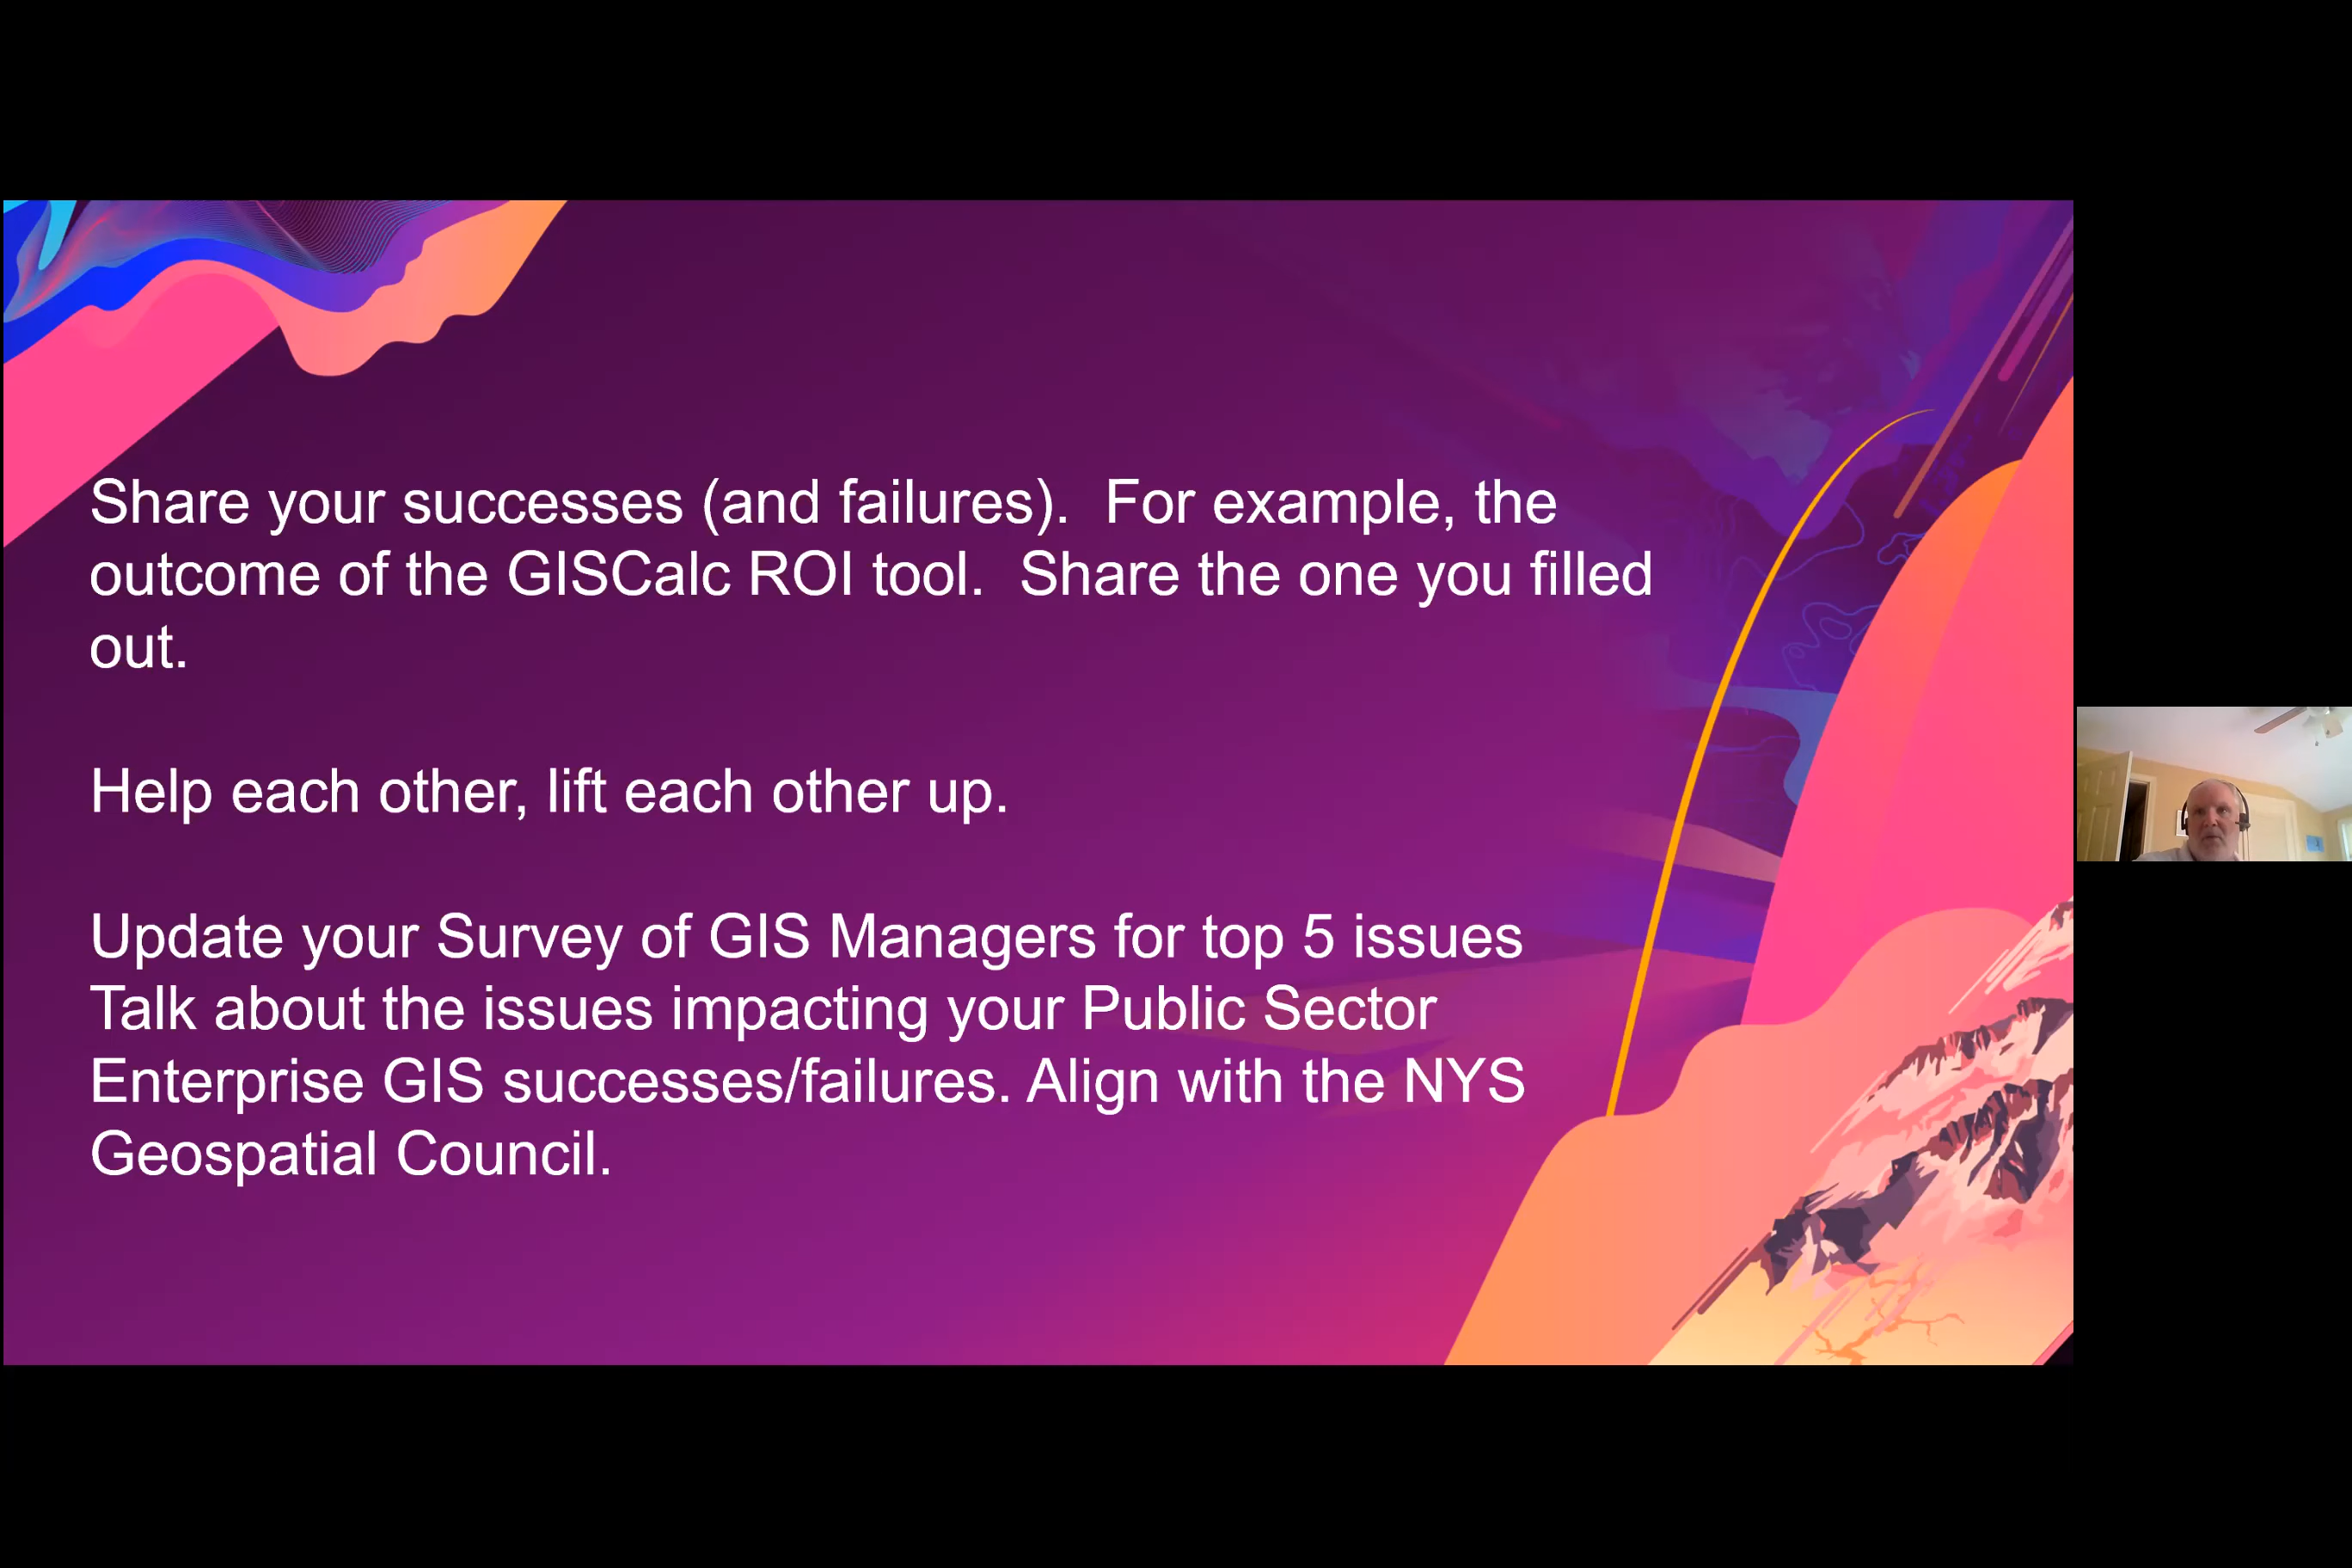 Share your successes (and failures).  For example, the
outcome of the GISCalc ROI tool.  Share the one you filled
out.
Help each other, lift each other up.
Update your Survey of GIS Managers for top 5 issues
Talk about the issues impacting your Public Sector
Enterprise GIS successes/failures. Align with the NYS
Geospatial Council.